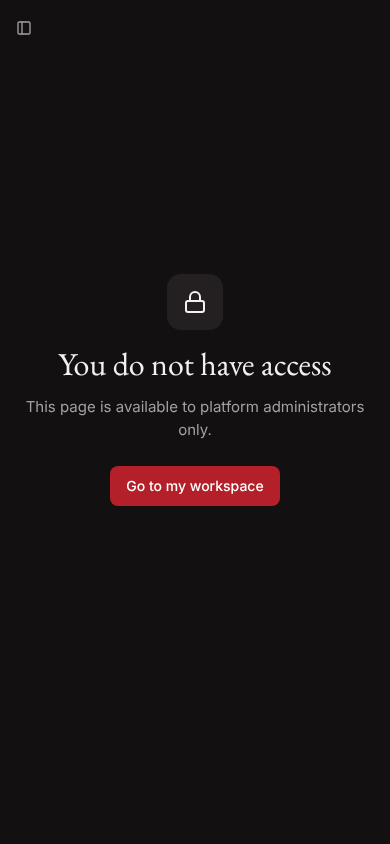 You do not have access
This page is available to platform administrators
only.
Go to my workspace